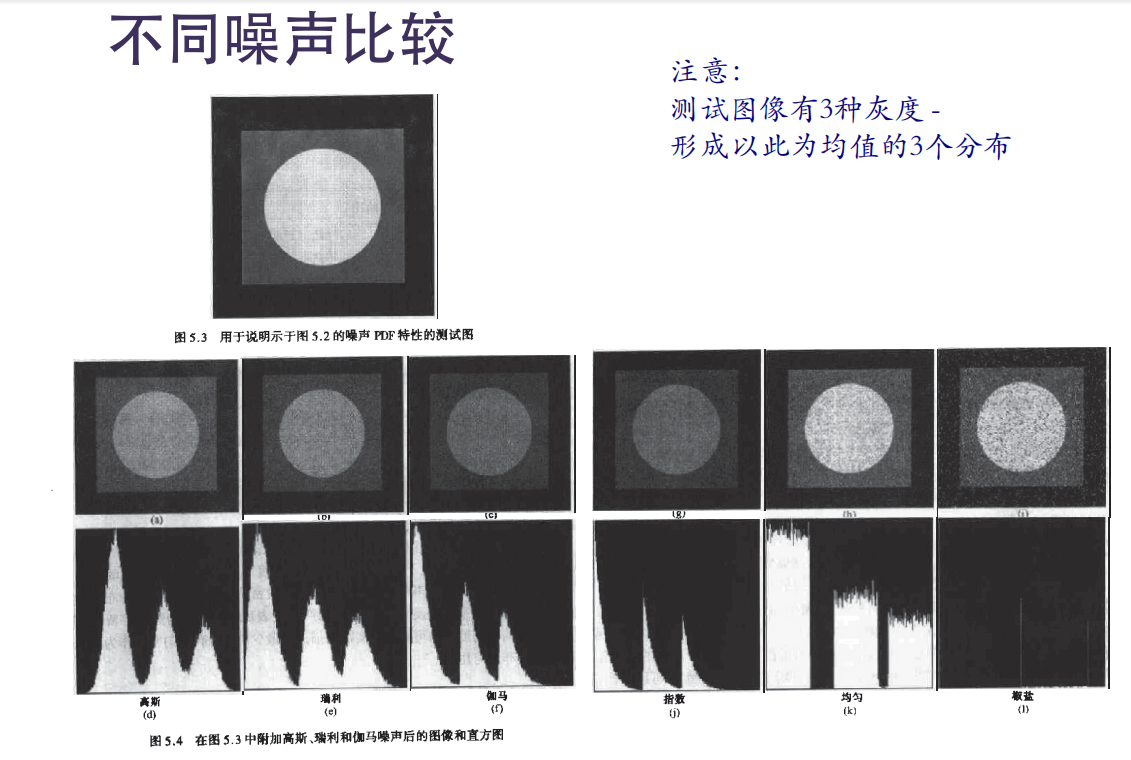 不同噪声比较
注意：
测试图像有3种灰度 -
形成以此为均值的3个分布
图 5.3 用于说明示于图 5.2 的噪声 PDF 特性的测试图
(a) (b) (c) (g) (h) (i)
高斯 瑞利 伽马 指数 均匀 椒盐
(d) (e) (f) (j) (k) (l)
图 5.4 在图 5.3 中附加高斯、瑞利和伽马噪声后的图像和直方图